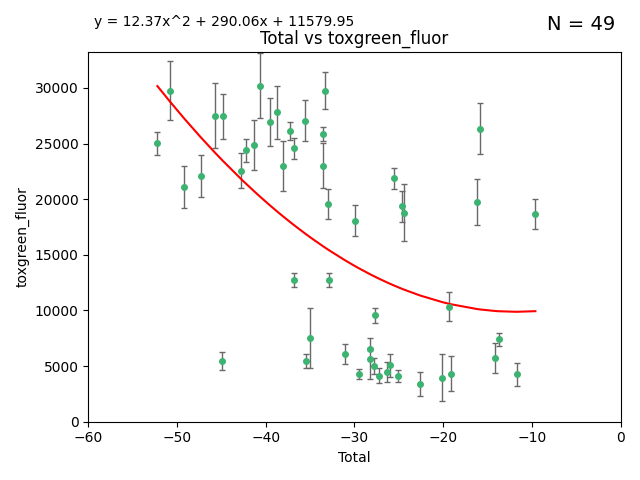 y = 12.37x^2 + 290.06x + 11579.95
N = 49
Total vs toxgreen_fluor
30000
25000
20000
15000
10000
5000
0
toxgreen_fluor
−60 −50 −40 −30 −20 −10 0
Total